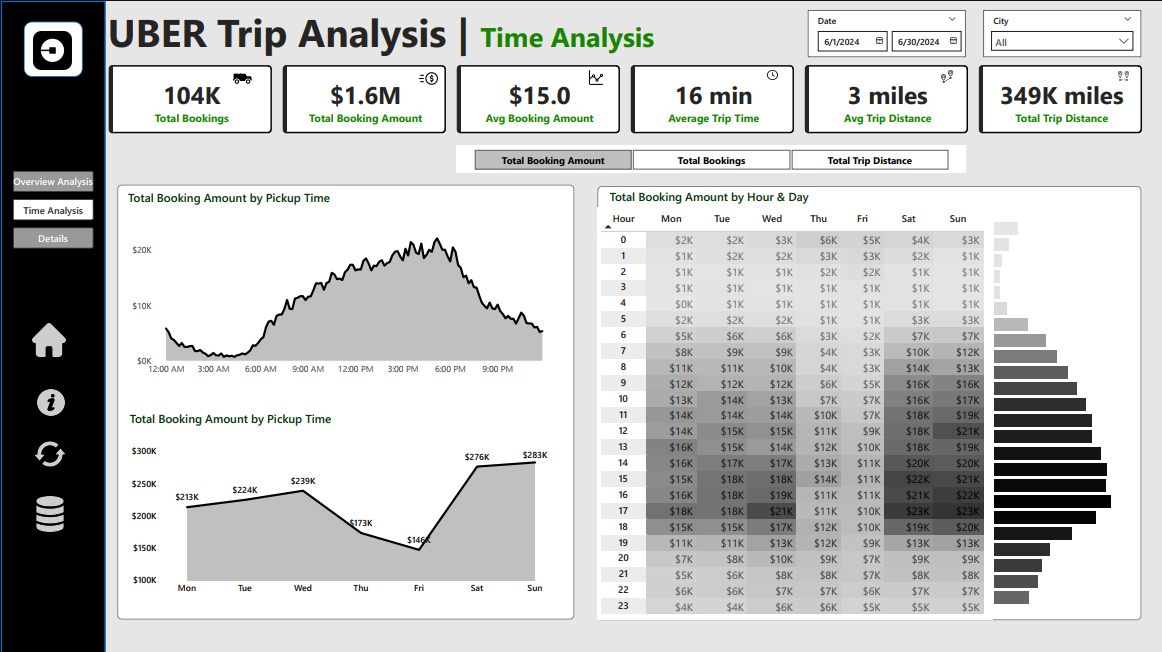 UBER Trip Analysis | Time Analysis
Date
6/1/2024 6/30/2024
City
All
104K
Total Bookings
$1.6M
Total Booking Amount
$15.0
Avg Booking Amount
16 min
Average Trip Time
3 miles
Avg Trip Distance
349K miles
Total Trip Distance
Total Booking Amount Total Bookings Total Trip Distance
Overview Analysis
Time Analysis
Details
Total Booking Amount by Pickup Time
$20K
$10K
$0K
12:00 AM 3:00 AM 6:00 AM 9:00 AM 12:00 PM 3:00 PM 6:00 PM 9:00 PM
Total Booking Amount by Pickup Time
$300K
$250K
$200K
$150K
$100K
$213K $224K $239K $173K $146K $276K $283K
Mon Tue Wed Thu Fri Sat Sun
Total Booking Amount by Hour & Day
Hour Mon Tue Wed Thu Fri Sat Sun
0 $2K $2K $3K $6K $5K $4K $3K
1 $1K $2K $2K $3K $3K $2K $1K
2 $1K $1K $1K $2K $2K $1K $1K
3 $1K $1K $1K $1K $1K $1K $1K
4 $0K $1K $1K $1K $1K $1K $1K
5 $2K $2K $2K $1K $1K $3K $3K
6 $5K $6K $6K $3K $2K $7K $7K
7 $8K $9K $9K $4K $3K $10K $12K
8 $11K $11K $10K $4K $3K $14K $13K
9 $12K $12K $12K $6K $5K $16K $16K
10 $13K $14K $13K $7K $7K $16K $17K
11 $14K $14K $14K $10K $7K $18K $19K
12 $14K $15K $15K $11K $9K $18K $21K
13 $16K $15K $14K $12K $10K $18K $19K
14 $16K $17K $17K $13K $11K $20K $20K
15 $15K $18K $18K $14K $11K $22K $21K
16 $16K $18K $19K $11K $11K $21K $22K
17 $18K $18K $21K $11K $10K $23K $23K
18 $15K $15K $17K $12K $10K $19K $20K
19 $11K $11K $13K $12K $9K $13K $13K
20 $7K $8K $10K $9K $7K $9K $9K
21 $5K $6K $8K $8K $7K $8K $8K
22 $6K $6K $7K $7K $6K $7K $7K
23 $4K $4K $6K $6K $5K $5K $5K